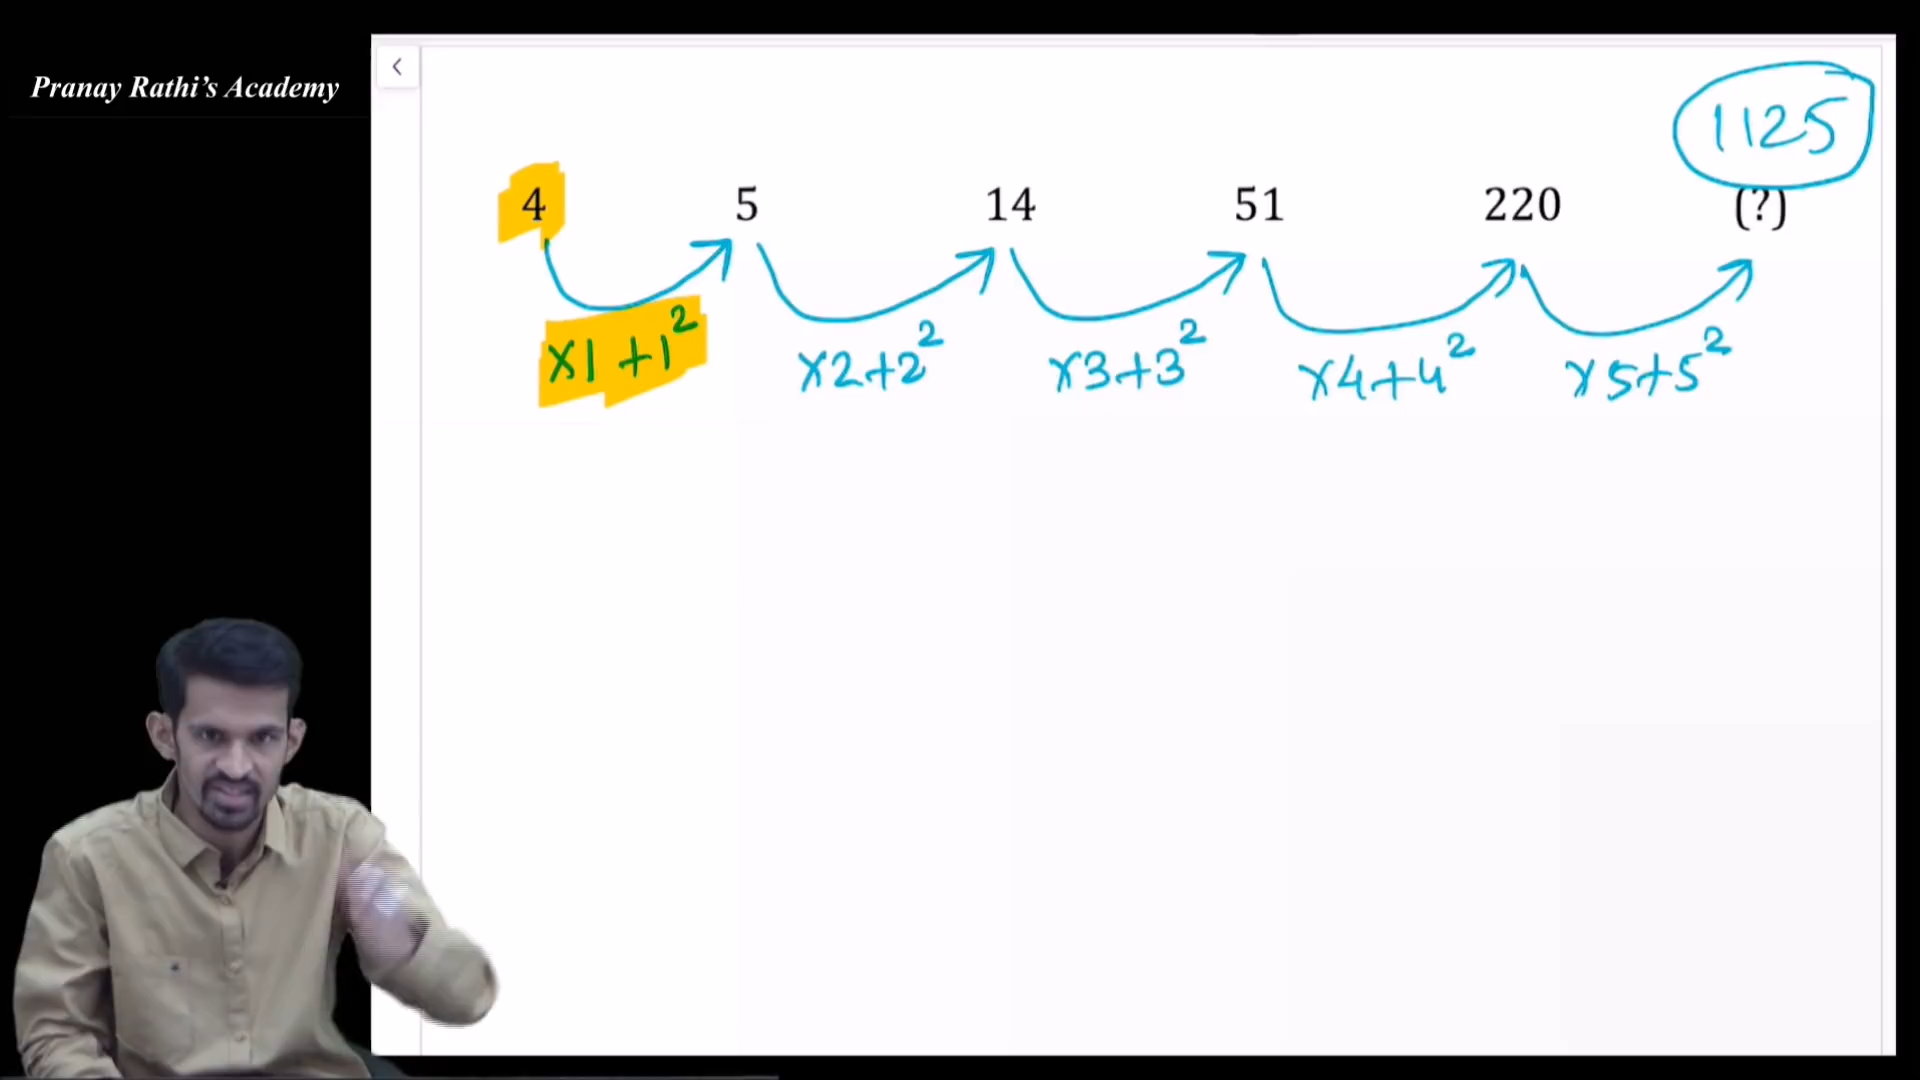 Pranay Rathi's Academy
<
1125
4 5 14 51 220 (?)
×1+1² ×2+2² ×3+3² ×4+4² ×5+5²